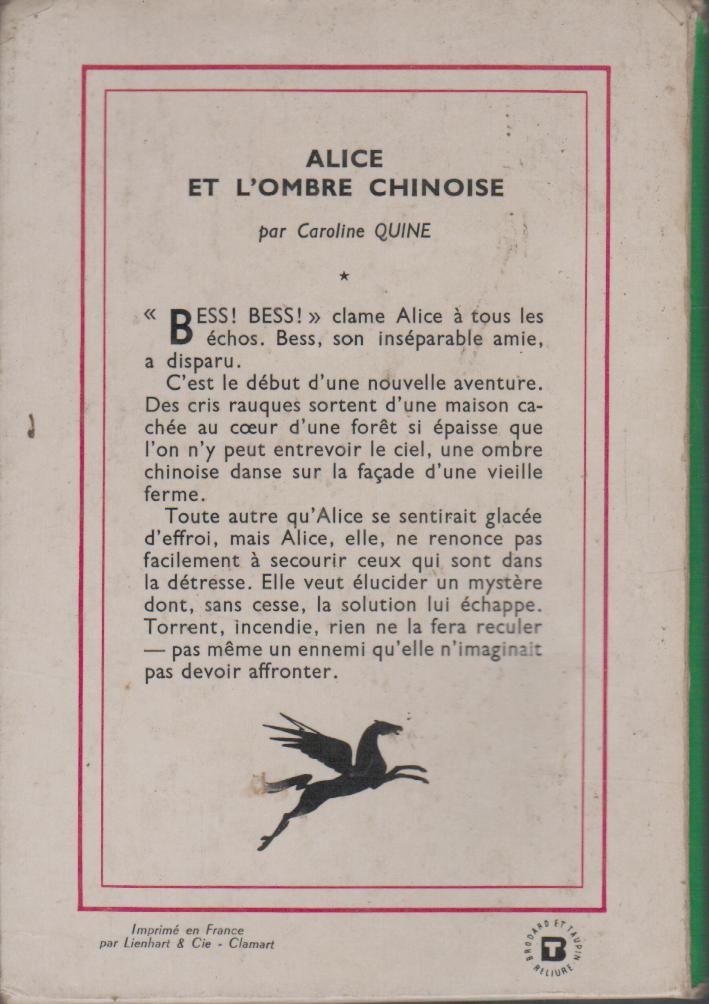 ALICE
ET L'OMBRE CHINOISE
par Caroline QUINE
« BESS! BESS! » clame Alice à tous les
échos. Bess, son inséparable amie,
a disparu.
C'est le début d'une nouvelle aventure.
Des cris rauques sortent d'une maison ca-
chée au cœur d'une forêt si épaisse que
l'on n'y peut entrevoir le ciel, une ombre
chinoise danse sur la façade d'une vieille
ferme.
Toute autre qu'Alice se sentirait glacée
d'effroi, mais Alice, elle, ne renonce pas
facilement à secourir ceux qui sont dans
la détresse. Elle veut élucider un mystère
dont, sans cesse, la solution lui échappe.
Torrent, incendie, rien ne la fera reculer
— pas même un ennemi qu'elle n'imaginait
pas devoir affronter.
Imprimé en France
par Lienhart & Cie - Clamart
BRODARD ET TAUPIN
BT
RELIURE